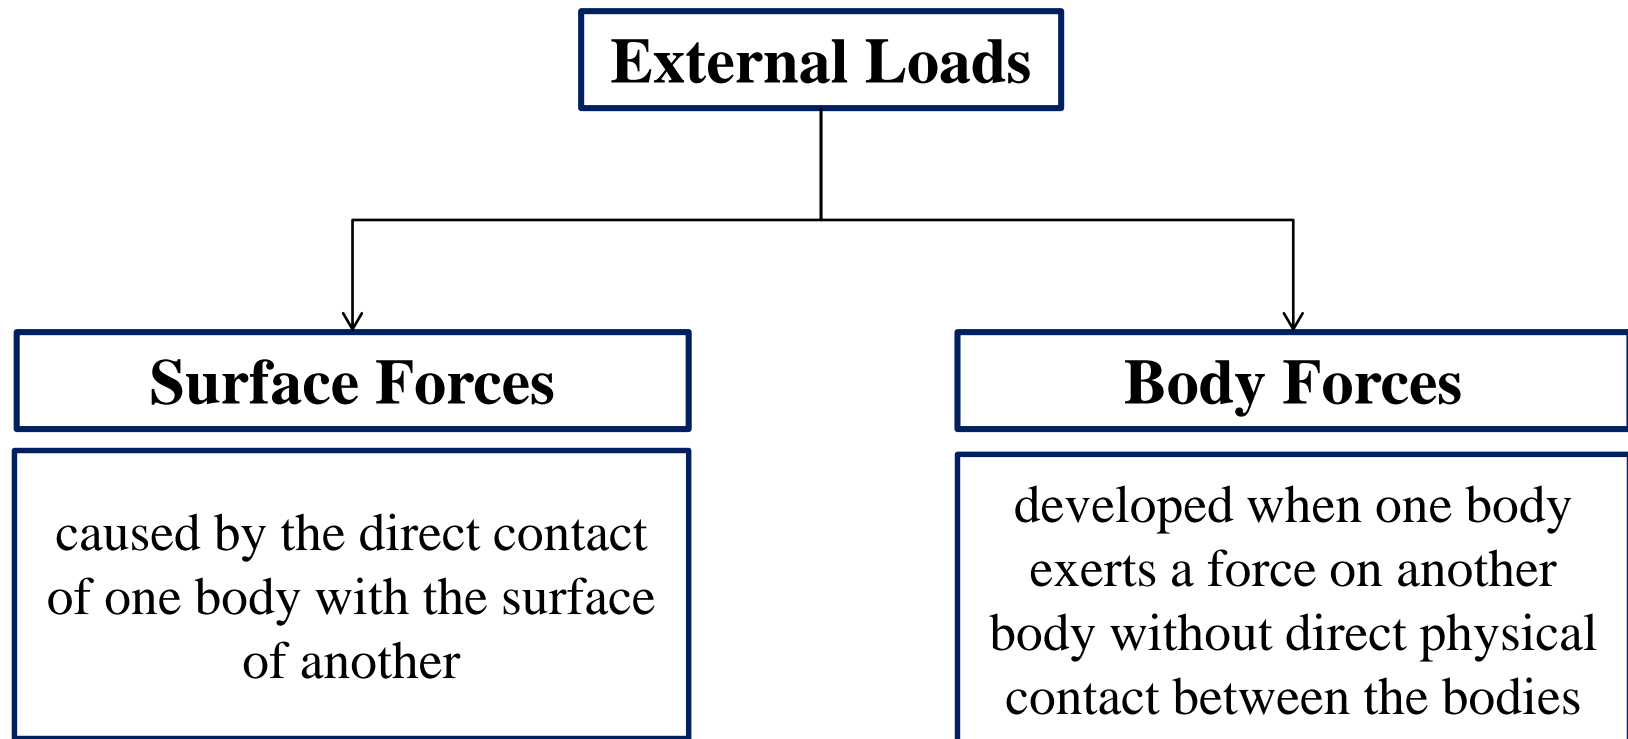 External Loads
Surface Forces
caused by the direct contact
of one body with the surface
of another
Body Forces
developed when one body
exerts a force on another
body without direct physical
contact between the bodies